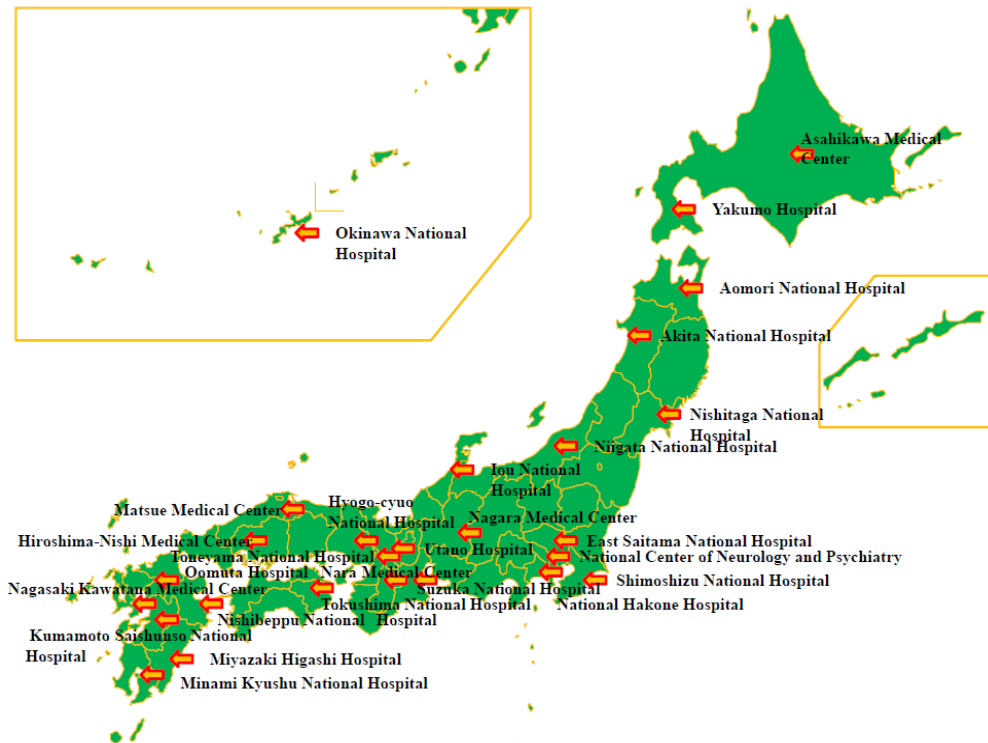 Asahikawa Medical
Center
Yakumo Hospital
Okinawa National
Hospital
Aomori National Hospital
Akita National Hospital
Nishitaga National
Hospital
Niigata National Hospital
Iou National
Hospital
Hyogo-cyuo
National Hospital
Matsue Medical Center
Nagara Medical Center
Hiroshima-Nishi Medical Center
East Saitama National Hospital
Toneyama National Hospital
Utano Hospital
National Center of Neurology and Psychiatry
Oomuta Hospital
Nara Medical Center
Shimoshizu National Hospital
Nagasaki Kawatana Medical Center
Suzuka National Hospital
Tokushima National Hospital
National Hakone Hospital
Nishibeppu National Hospital
Kumamoto Saishunso National
Hospital
Miyazaki Higashi Hospital
Minami Kyushu National Hospital